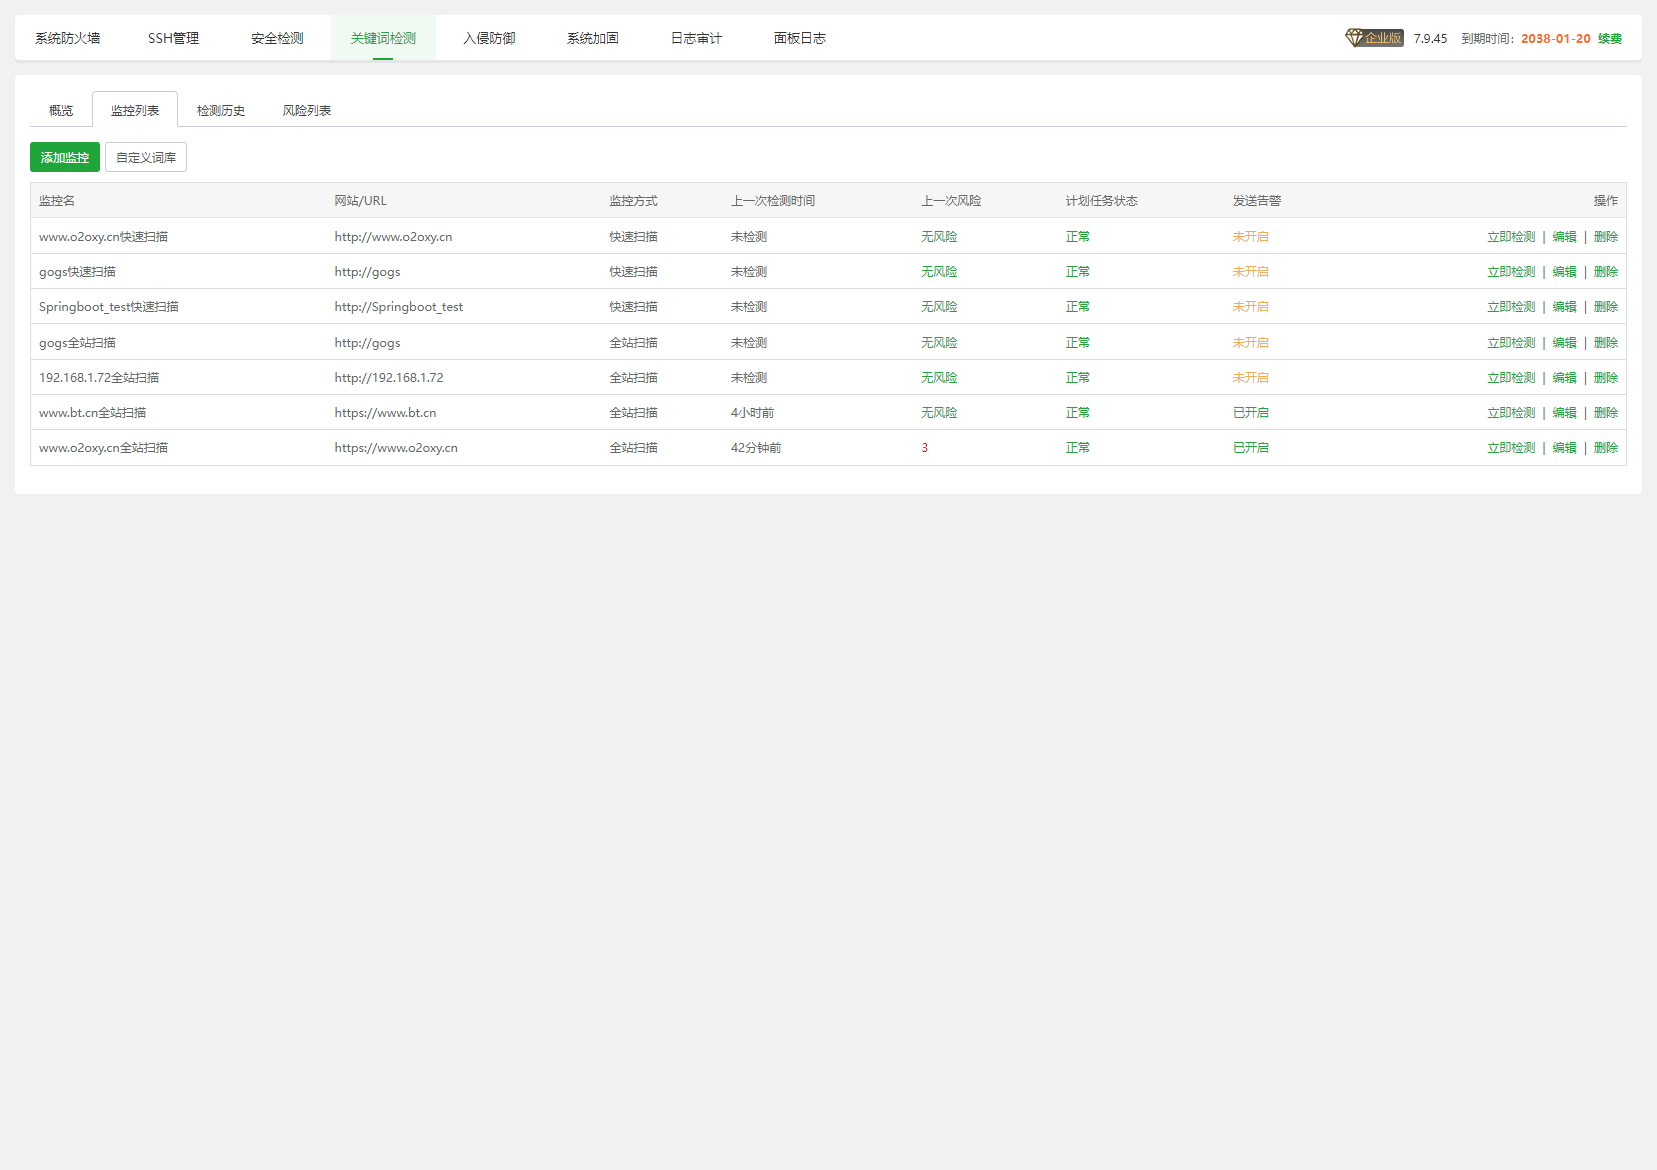 系统防火墙 SSH管理 安全检测 关键词检测 入侵防御 系统加固 日志审计 面板日志 企业版 7.9.45 到期时间: 2038-01-20 续费
概览 监控列表 检测历史 风险列表
添加监控 自定义词库
监控名 网站/URL 监控方式 上一次检测时间 上一次风险 计划任务状态 发送告警 操作
www.o2oxy.cn快速扫描 http://www.o2oxy.cn 快速扫描 未检测 无风险 正常 未开启 立即检测 | 编辑 | 删除
gogs快速扫描 http://gogs 快速扫描 未检测 无风险 正常 未开启 立即检测 | 编辑 | 删除
Springboot_test快速扫描 http://Springboot_test 快速扫描 未检测 无风险 正常 未开启 立即检测 | 编辑 | 删除
gogs全站扫描 http://gogs 全站扫描 未检测 无风险 正常 未开启 立即检测 | 编辑 | 删除
192.168.1.72全站扫描 http://192.168.1.72 全站扫描 未检测 无风险 正常 未开启 立即检测 | 编辑 | 删除
www.bt.cn全站扫描 https://www.bt.cn 全站扫描 4小时前 无风险 正常 已开启 立即检测 | 编辑 | 删除
www.o2oxy.cn全站扫描 https://www.o2oxy.cn 全站扫描 42分钟前 3 正常 已开启 立即检测 | 编辑 | 删除